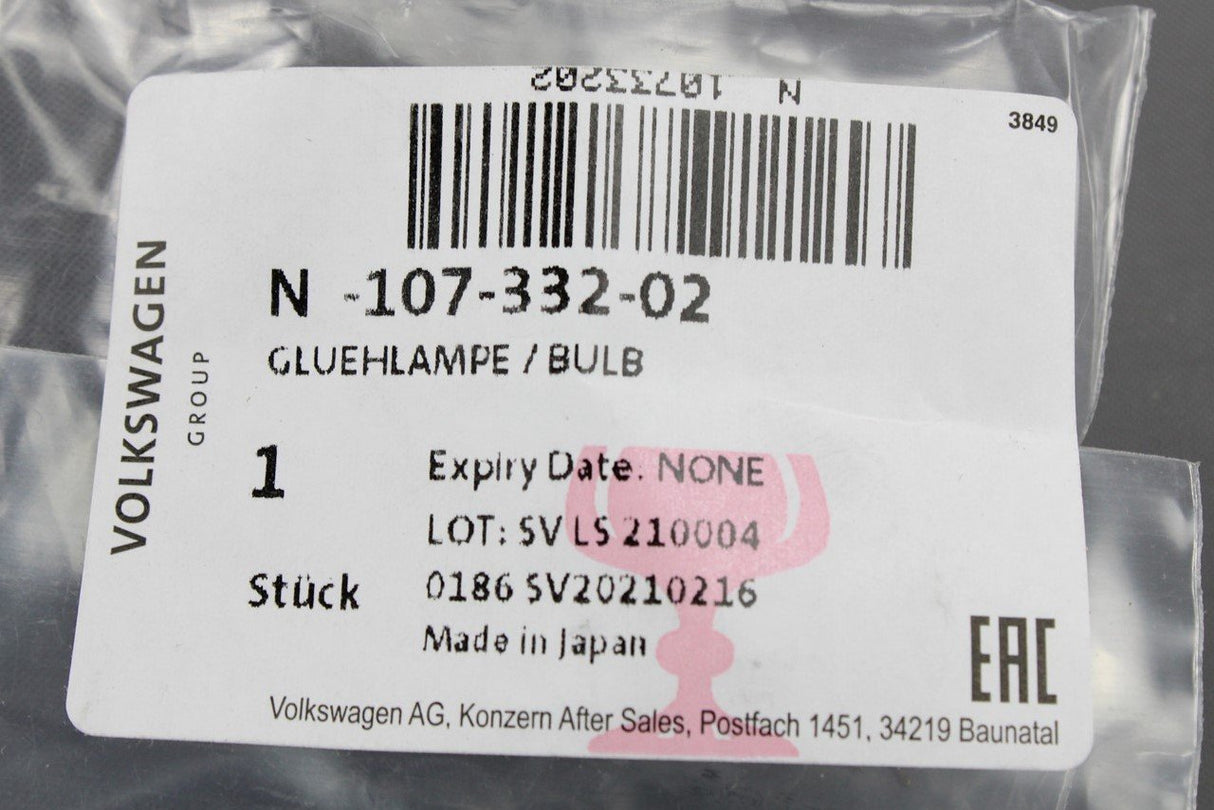 N 10733202
3849
VOLKSWAGEN
GROUP
N -107-332-02
GLUEHLAMPE / BULB
1
Expiry Date: NONE
LOT: SV LS 210004
Stück
0186 SV20210216
Made in Japan
EAC
Volkswagen AG, Konzern After Sales, Postfach 1451, 34219 Baunatal